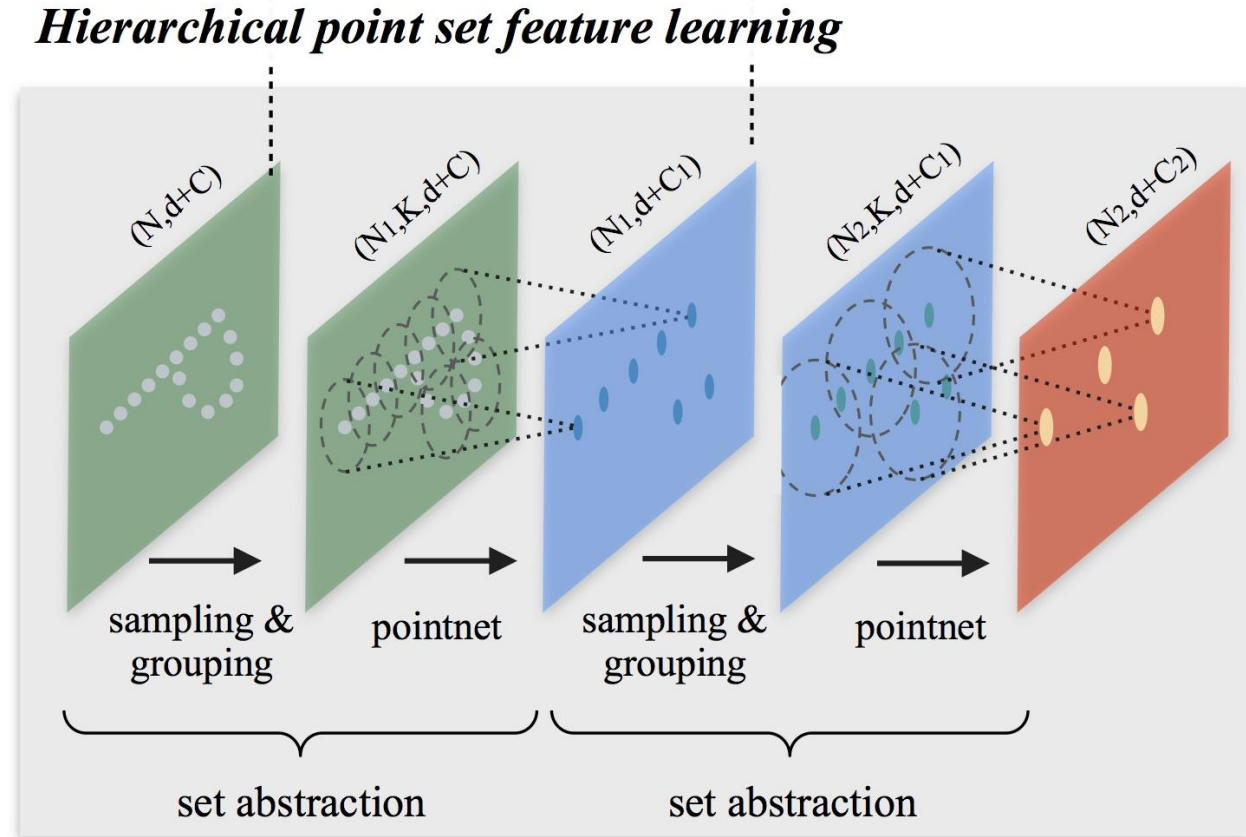 Hierarchical point set feature learning
(N,d+C)
(N1,K,d+C)
(N1,d+C1)
(N2,K,d+C1)
(N2,d+C2)
sampling &
grouping
pointnet
sampling &
grouping
pointnet
set abstraction
set abstraction